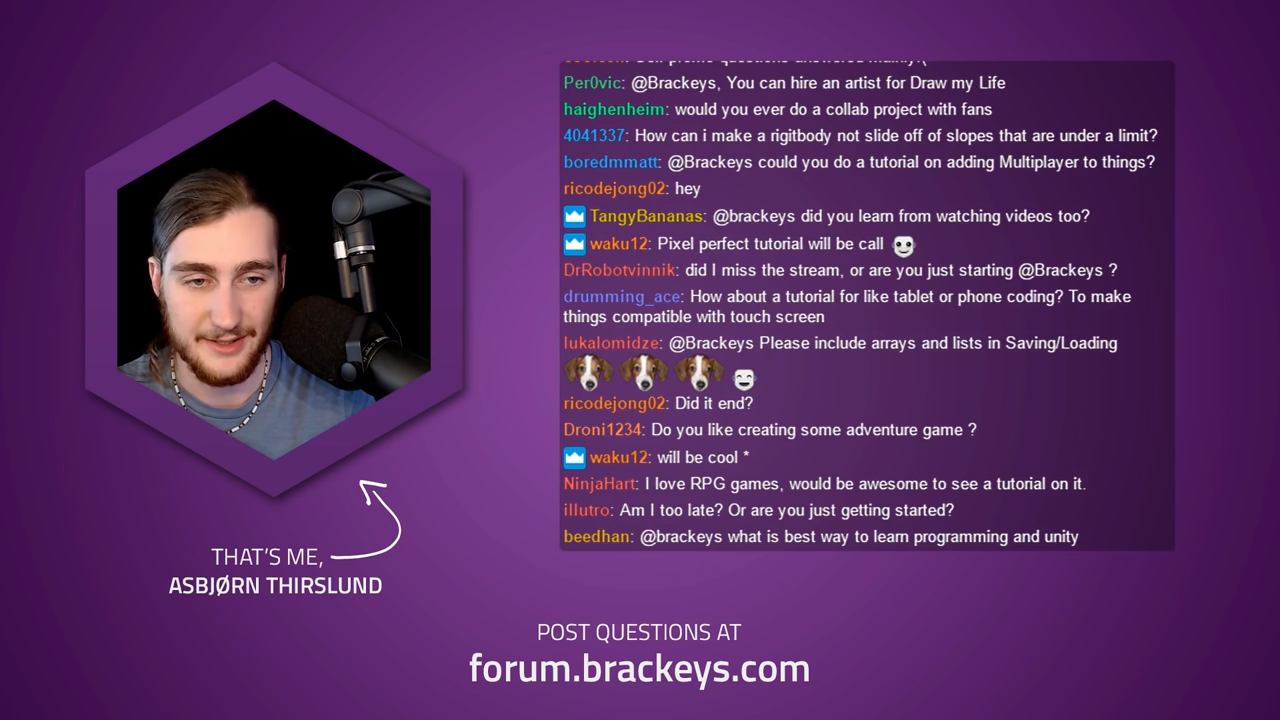 Per0vic: @Brackeys, You can hire an artist for Draw my Life
haighenheim: would you ever do a collab project with fans
4041337: How can i make a rigitbody not slide off of slopes that are under a limit?
boredmmatt: @Brackeys could you do a tutorial on adding Multiplayer to things?
ricodejong02: hey
TangyBananas: @brackeys did you learn from watching videos too?
waku12: Pixel perfect tutorial will be call
DrRobotvinnik: did I miss the stream, or are you just starting @Brackeys ?
drumming_ace: How about a tutorial for like tablet or phone coding? To make
things compatible with touch screen
lukalomidze: @Brackeys Please include arrays and lists in Saving/Loading
ricodejong02: Did it end?
Droni1234: Do you like creating some adventure game ?
waku12: will be cool *
NinjaHart: I love RPG games, would be awesome to see a tutorial on it.
illutro: Am I too late? Or are you just getting started?
beedhan: @brackeys what is best way to learn programming and unity
THAT'S ME,
ASBJØRN THIRSLUND
POST QUESTIONS AT
forum.brackeys.com